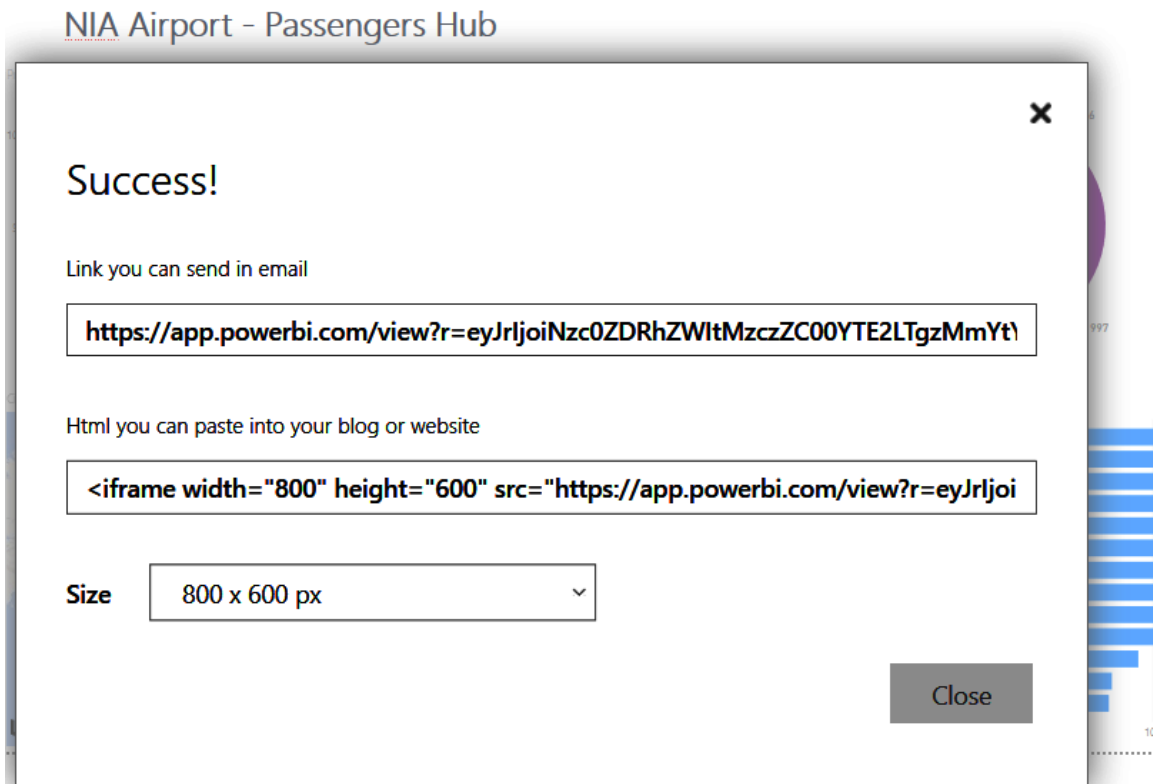 NIA Airport - Passengers Hub
Success!
Link you can send in email
https://app.powerbi.com/view?r=eyJrIjoiNzc0ZDRhZWItMzczZC00YTE2LTgzMmYtY
Html you can paste into your blog or website
<iframe width="800" height="600" src="https://app.powerbi.com/view?r=eyJrIjoi
Size
800 x 600 px
Close
997